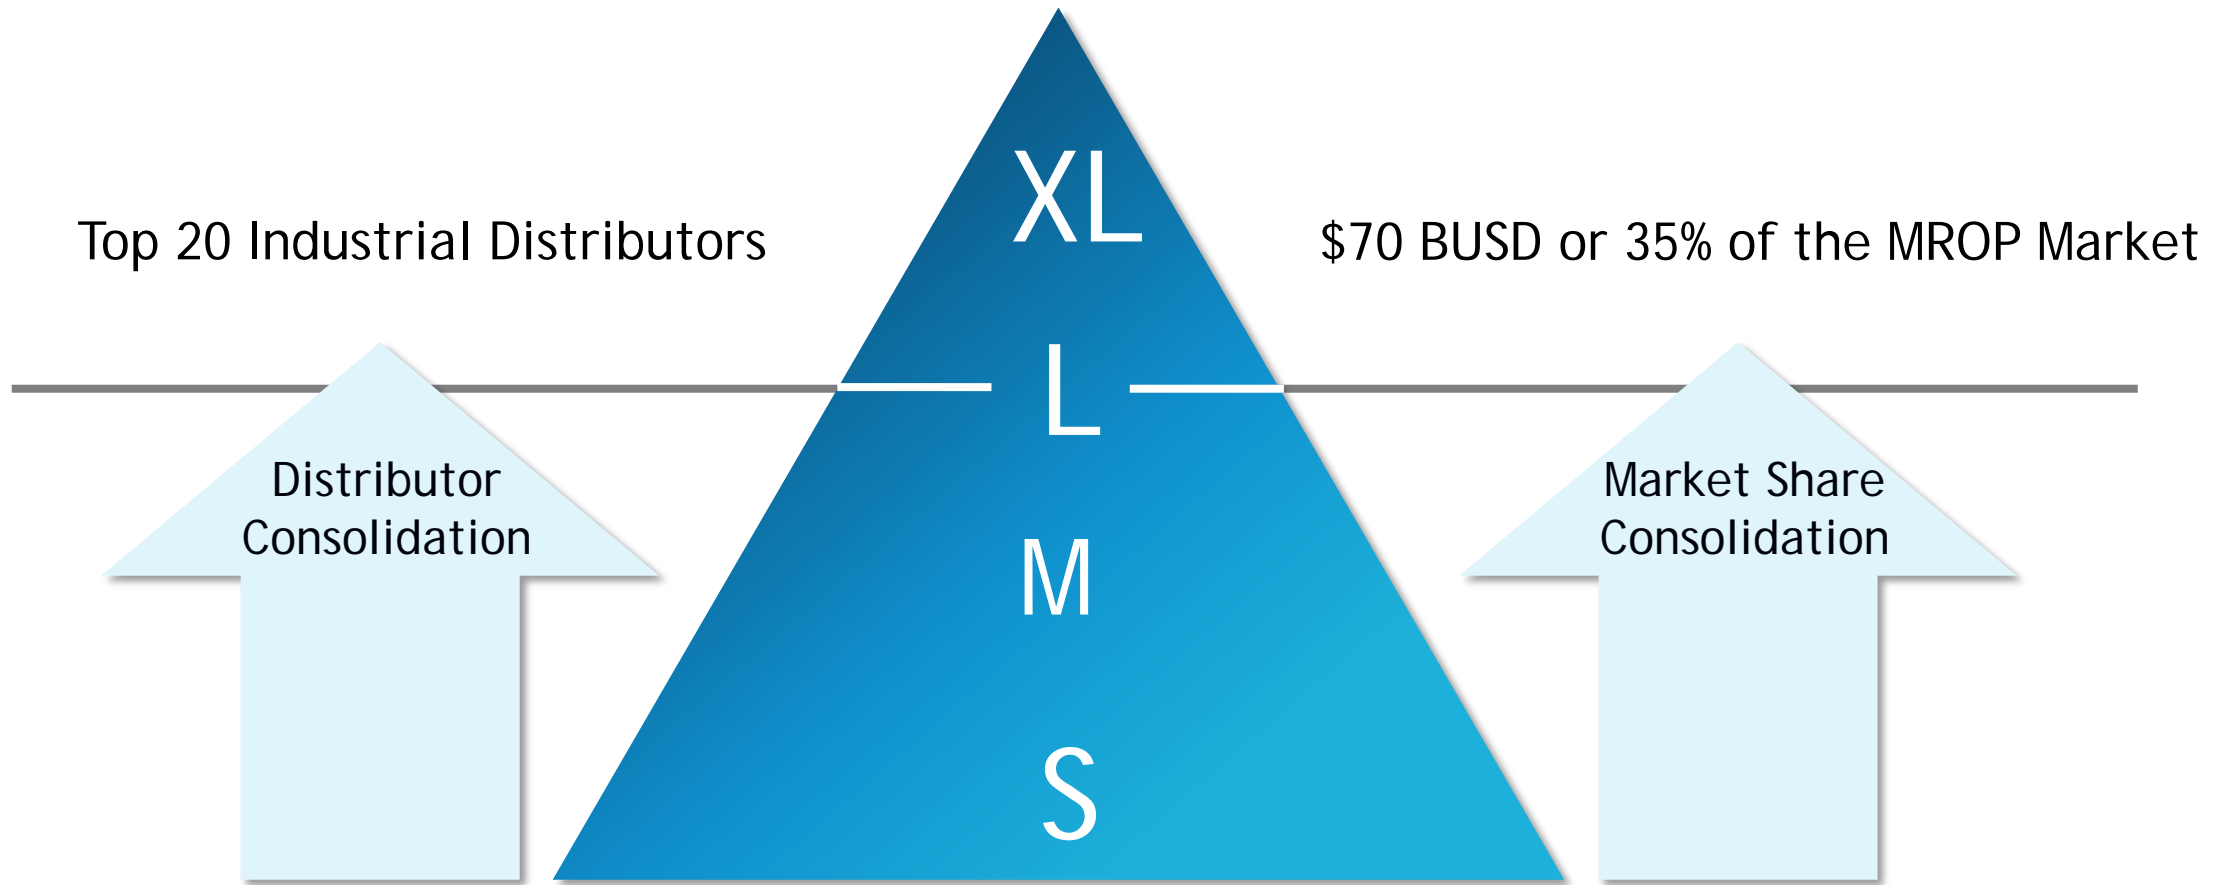 XL
Top 20 Industrial Distributors
$70 BUSD or 35% of the MROP Market
L
Distributor
Consolidation
Market Share
Consolidation
M
S